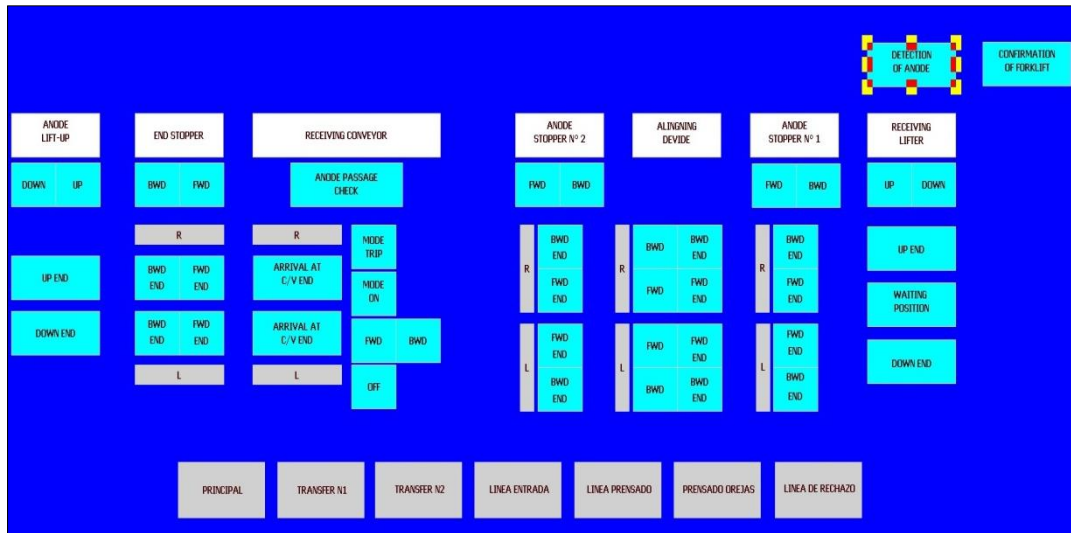 DETECTION
OF ANODE
CONFIRMATION
OF FORKLIFT
ANODE
LIFT-UP
END STOPPER
RECEIVING CONVEYOR
ANODE
STOPPER Nº 2
ALINGNING
DEVIDE
ANODE
STOPPER Nº 1
RECEIVING
LIFTER
DOWN UP
BWD FWD
ANODE PASSAGE
CHECK
FWD BWD
FWD BWD
UP DOWN
R
R
MODE
TRIP
R
BWD
END
R
BWD
BWD
END
R
BWD
END
UP END
UP END
BWD
END
FWD
END
ARRIVAL AT
C/V END
MODE
ON
FWD
END
FWD
FWD
END
FWD
END
WAITING
POSITION
DOWN END
BWD
END
FWD
END
ARRIVAL AT
C/V END
FWD BWD
L
FWD
END
L
FWD
FWD
END
L
FWD
END
DOWN END
L
L
OFF
BWD
END
BWD
BWD
END
BWD
END
PRINCIPAL
TRANSFER N1
TRANSFER N2
LINEA ENTRADA
LINEA PRENSADO
PRENSADO OREJAS
LINEA DE RECHAZO